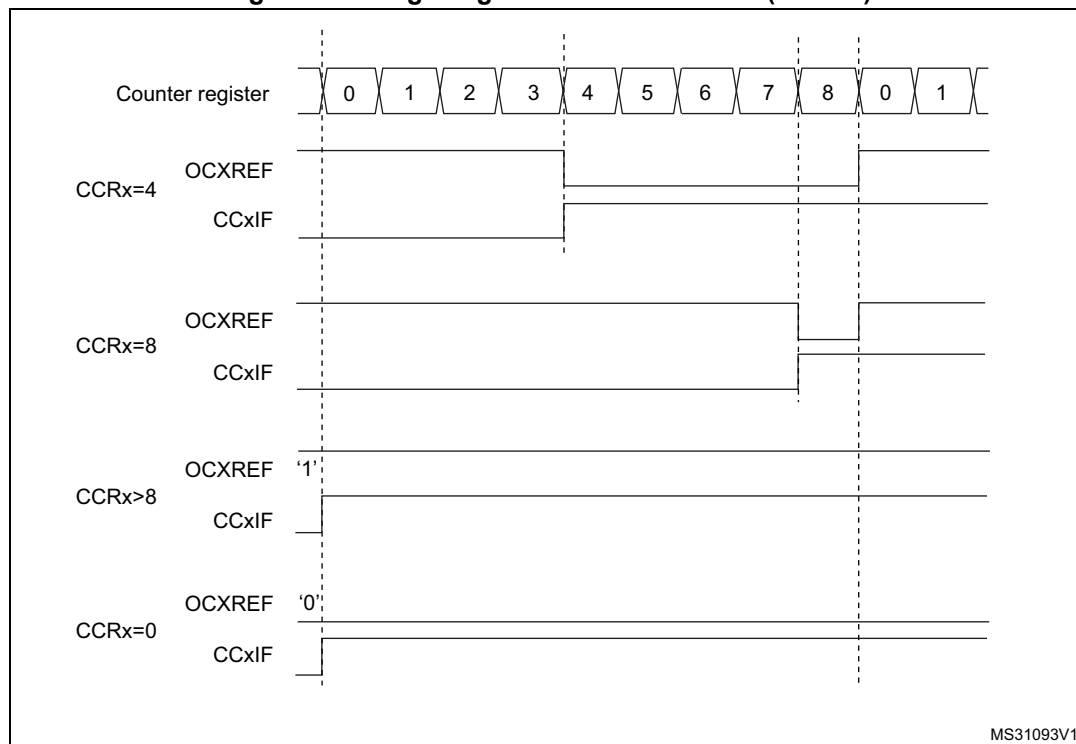 Counter register 0 1 2 3 4 5 6 7 8 0 1
CCRx=4
OCXREF
CCxIF
CCRx=8
OCXREF
CCxIF
CCRx>8
OCXREF ‘1’
CCxIF
CCRx=0
OCXREF ‘0’
CCxIF
MS31093V1